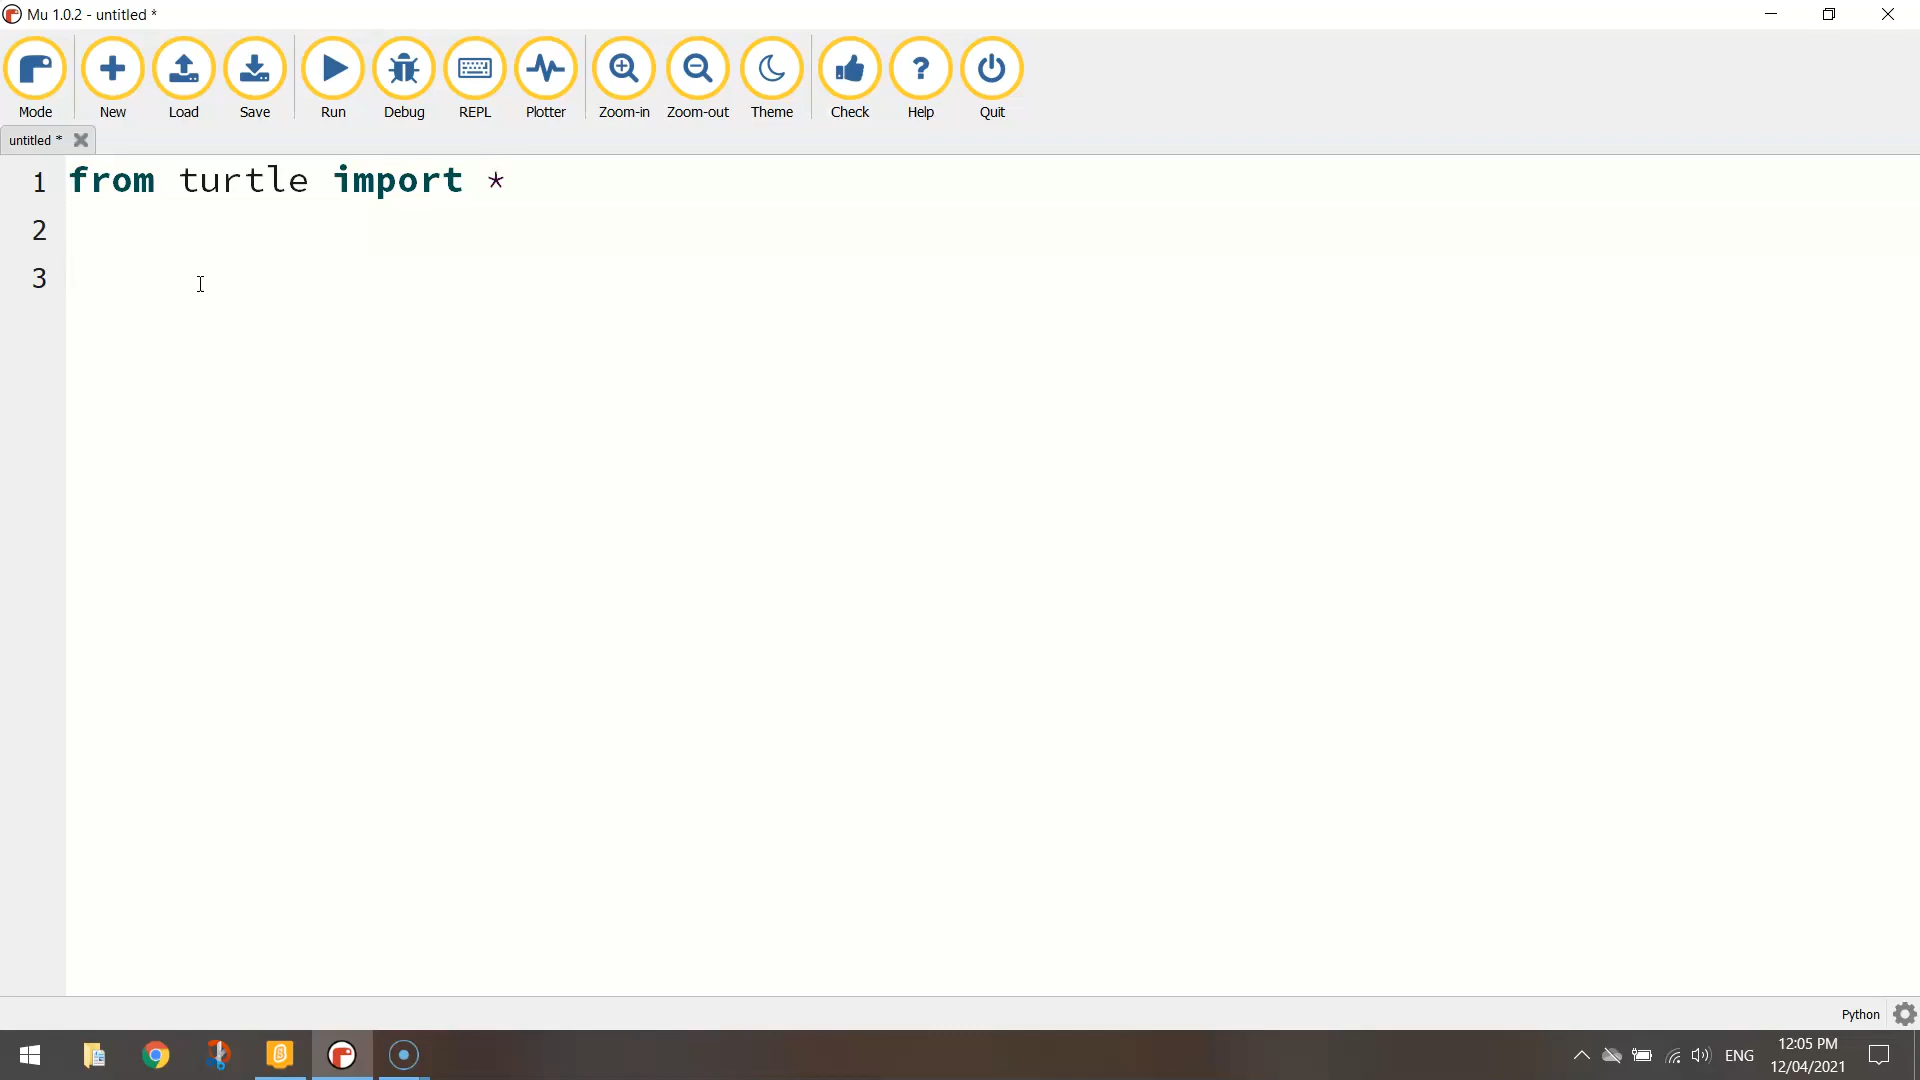 Mu 1.0.2 - untitled *
Mode New Load Save Run Debug REPL Plotter Zoom-in Zoom-out Theme Check Help Quit
untitled *
1 from turtle import *
2
3
Python
ENG
12:05 PM
12/04/2021